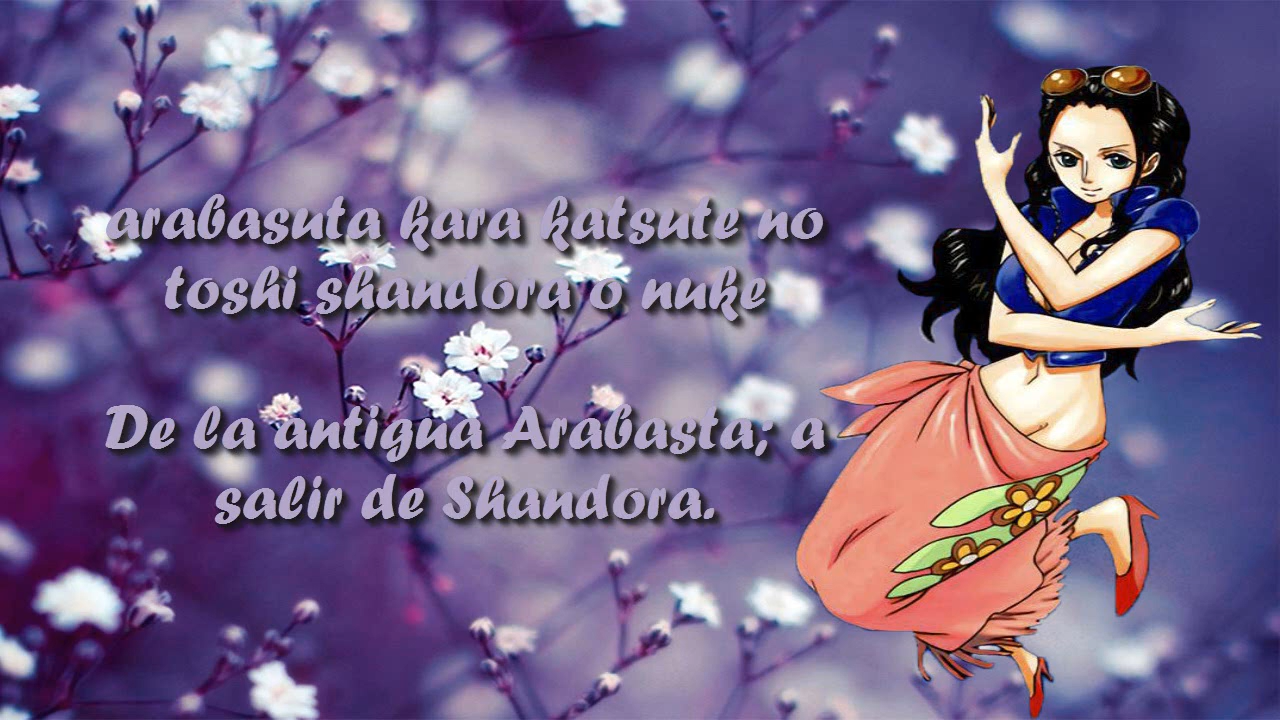 arabasuta kara katsute no
toshi shandora o nuke
De la antigua Arabasta; a
salir de Shandora.